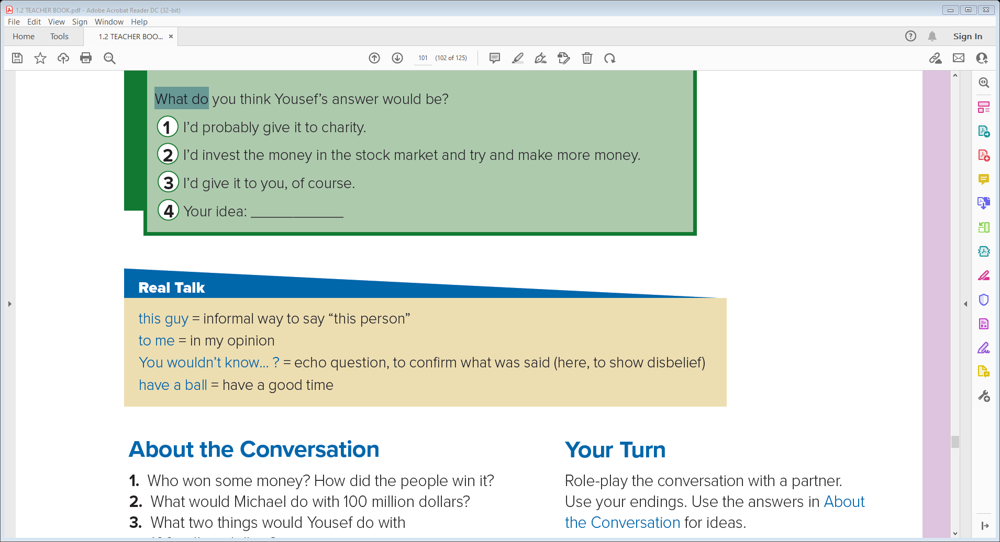 1.2 TEACHER BOOK.pdf - Adobe Acrobat Reader DC (32-bit)
File Edit View Sign Window Help
Home Tools 1.2 TEACHER BOO... × Sign In
101 (102 of 125)
What do you think Yousef’s answer would be?
1 I’d probably give it to charity.
2 I’d invest the money in the stock market and try and make more money.
3 I’d give it to you, of course.
4 Your idea: ____________
Real Talk
this guy = informal way to say “this person”
to me = in my opinion
You wouldn’t know... ? = echo question, to confirm what was said (here, to show disbelief)
have a ball = have a good time
About the Conversation
1. Who won some money? How did the people win it?
2. What would Michael do with 100 million dollars?
3. What two things would Yousef do with
Your Turn
Role-play the conversation with a partner.
Use your endings. Use the answers in About
the Conversation for ideas.